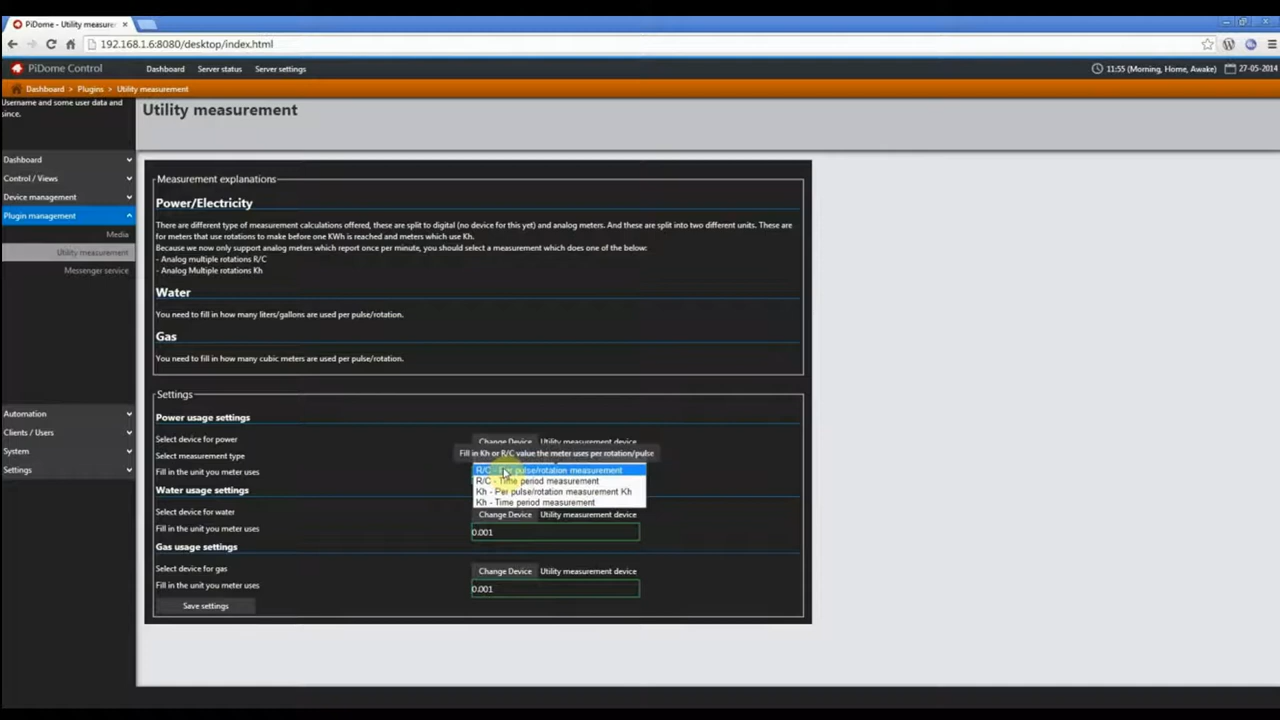 PiDome - Utility measurer
192.168.1.6:8080/desktop/index.html
PiDome Control
Dashboard
Server status
Server settings
11:55 (Morning, Home, Awake)
27-05-2014
Dashboard > Plugins > Utility measurement
Username and some user data and
since.
Utility measurement
Dashboard
Control / Views
Device management
Plugin management
Media
Utility measurement
Messenger service
Automation
Clients / Users
System
Settings
Measurement explanations
Power/Electricity
There are different type of measurement calculations offered, these are split to digital (no device for this yet) and analog meters. And these are split into two different units. These are
for meters that use rotations to make before one KWh is reached and meters which use Kh.
Because we now only support analog meters which report once per minute, you should select a measurement which does one of the below:
- Analog multiple rotations R/C
- Analog Multiple rotations Kh
Water
You need to fill in how many liters/gallons are used per pulse/rotation.
Gas
You need to fill in how many cubic meters are used per pulse/rotation.
Settings
Power usage settings
Select device for power
Change Device
Utility measurement device
Fill in Kh or R/C value the meter uses per rotation/pulse
Select measurement type
R/C - Per pulse/rotation measurement
R/C - Time period measurement
Kh - Per pulse/rotation measurement Kh
Kh - Time period measurement
Fill in the unit you meter uses
Water usage settings
Select device for water
Change Device
Utility measurement device
Fill in the unit you meter uses
0.001
Gas usage settings
Select device for gas
Change Device
Utility measurement device
Fill in the unit you meter uses
0.001
Save settings